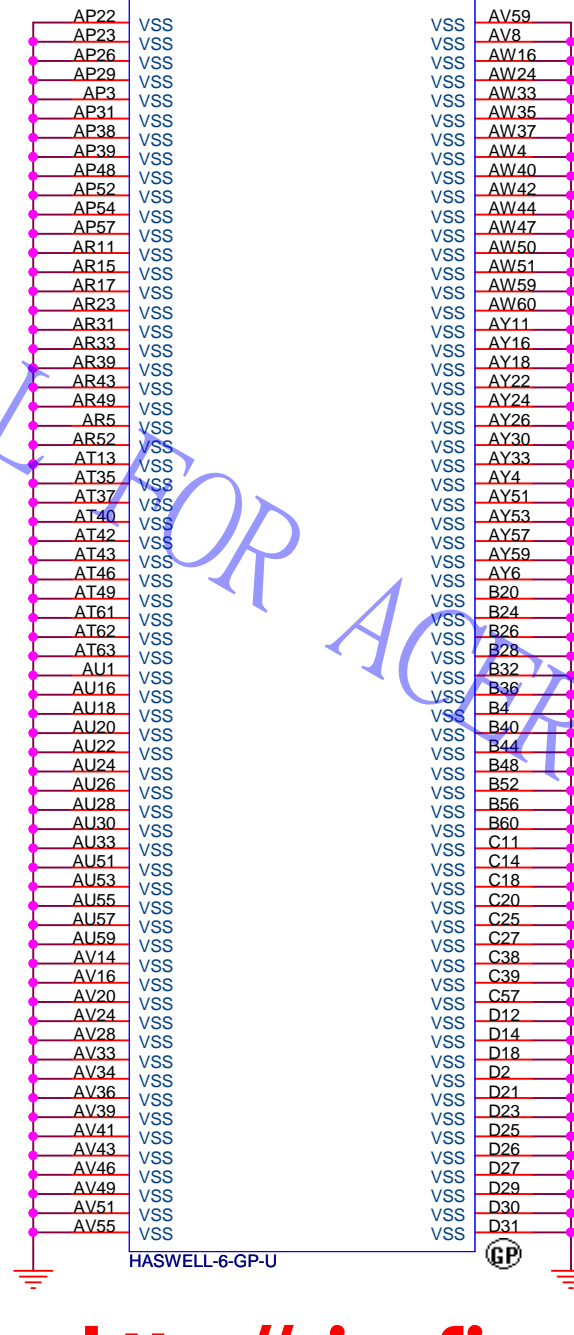 AP22 VSS VSS AV59
AP23 VSS VSS AV8
AP26 VSS VSS AW16
AP29 VSS VSS AW24
AP3 VSS VSS AW33
AP31 VSS VSS AW35
AP38 VSS VSS AW37
AP39 VSS VSS AW4
AP48 VSS VSS AW40
AP52 VSS VSS AW42
AP54 VSS VSS AW44
AP57 VSS VSS AW47
AR11 VSS VSS AW50
AR15 VSS VSS AW51
AR17 VSS VSS AW59
AR23 VSS VSS AW60
AR31 VSS VSS AY11
AR33 VSS VSS AY16
AR39 VSS VSS AY18
AR43 VSS VSS AY22
AR49 VSS VSS AY24
AR5 VSS VSS AY26
AR52 VSS VSS AY30
AT13 VSS VSS AY33
AT35 VSS VSS AY4
AT37 VSS VSS AY51
AT40 VSS VSS AY53
AT42 VSS VSS AY57
AT43 VSS VSS AY59
AT46 VSS VSS AY6
AT49 VSS VSS B20
AT61 VSS VSS B24
AT62 VSS VSS B26
AT63 VSS VSS B28
AU1 VSS VSS B32
AU16 VSS VSS B36
AU18 VSS VSS B4
AU20 VSS VSS B40
AU22 VSS VSS B44
AU24 VSS VSS B48
AU26 VSS VSS B52
AU28 VSS VSS B56
AU30 VSS VSS B60
AU33 VSS VSS C11
AU51 VSS VSS C14
AU53 VSS VSS C18
AU55 VSS VSS C20
AU57 VSS VSS C25
AU59 VSS VSS C27
AV14 VSS VSS C38
AV16 VSS VSS C39
AV20 VSS VSS C57
AV24 VSS VSS D12
AV28 VSS VSS D14
AV33 VSS VSS D18
AV34 VSS VSS D2
AV36 VSS VSS D21
AV39 VSS VSS D23
AV41 VSS VSS D25
AV43 VSS VSS D26
AV46 VSS VSS D27
AV49 VSS VSS D29
AV51 VSS VSS D30
AV55 VSS VSS D31
HASWELL-6-GP-U GP
FOR ACER